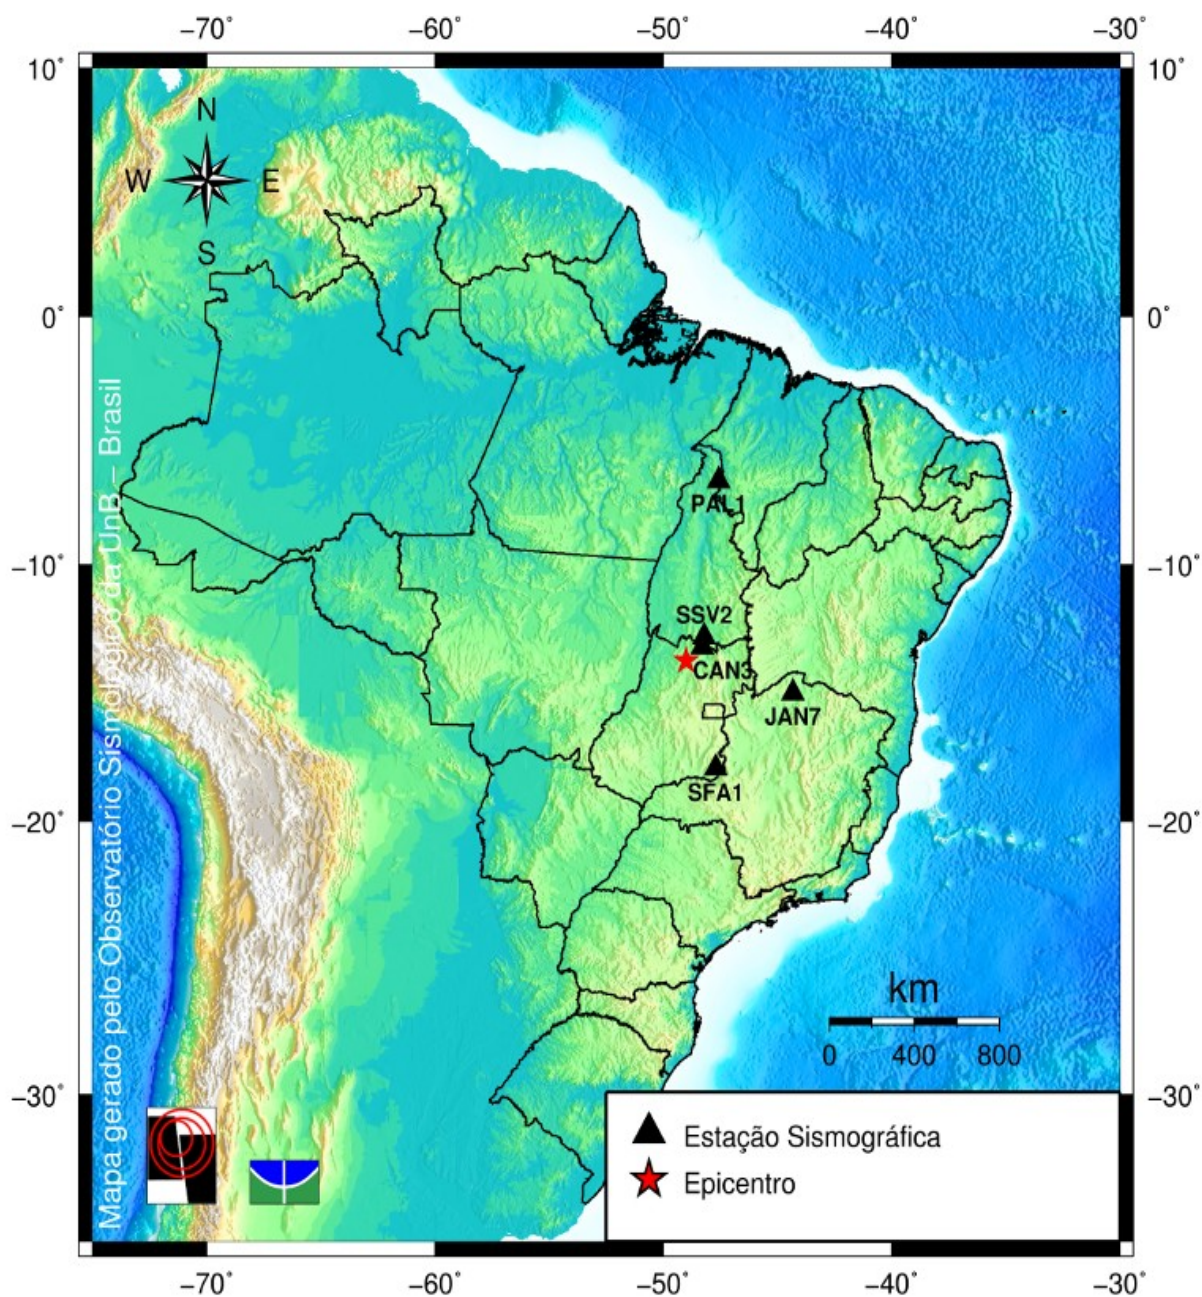 −70˚ −60˚ −50˚ −40˚ −30˚
10˚ 10˚
N
W E
S
0˚ 0˚
Mapa gerado pelo Observatório Sismológico da UnB – Brasil
PAL1
−10˚ −10˚
SSV2
CAN3
JAN7
SFA1
−20˚ −20˚
km
0 400 800
−30˚ −30˚
Estação Sismográfica
Epicentro
−70˚ −60˚ −50˚ −40˚ −30˚